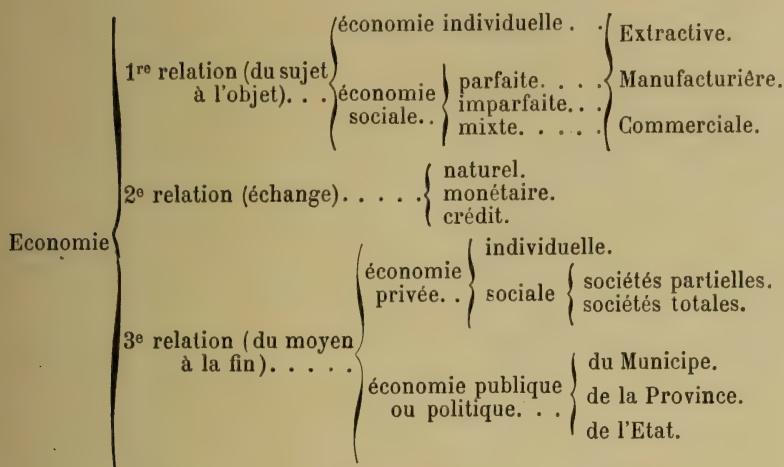 économie individuelle . . Extractive.
1re relation (du sujet
à l'objet). . . économie sociale. . parfaite. . . . Manufacturière.
imparfaite. . .
mixte. . . . . Commerciale.
2e relation (échange). . . . . naturel.
monétaire.
crédit.
Economie
économie privée. . individuelle.
sociale sociétés partielles.
sociétés totales.
3e relation (du moyen
à la fin). . . . .
économie publique
ou politique. . . du Municipe.
de la Province.
de l'Etat.